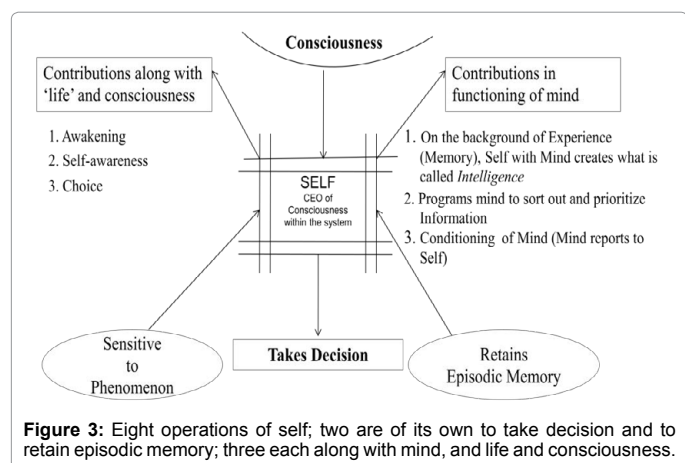 Consciousness
Contributions along with
'life' and consciousness
Contributions in
functioning of mind
1. Awakening
2. Self-awareness
3. Choice
SELF
CEO of
Consciousness
within the system
1. On the background of Experience
(Memory), Self with Mind creates what is
called Intelligence
2. Programs mind to sort out and prioritize
Information
3. Conditioning of Mind (Mind reports to
Self)
Sensitive
to
Phenomenon
Takes Decision
Retains
Episodic Memory
Figure 3: Eight operations of self; two are of its own to take decision and to
retain episodic memory; three each along with mind, and life and consciousness.